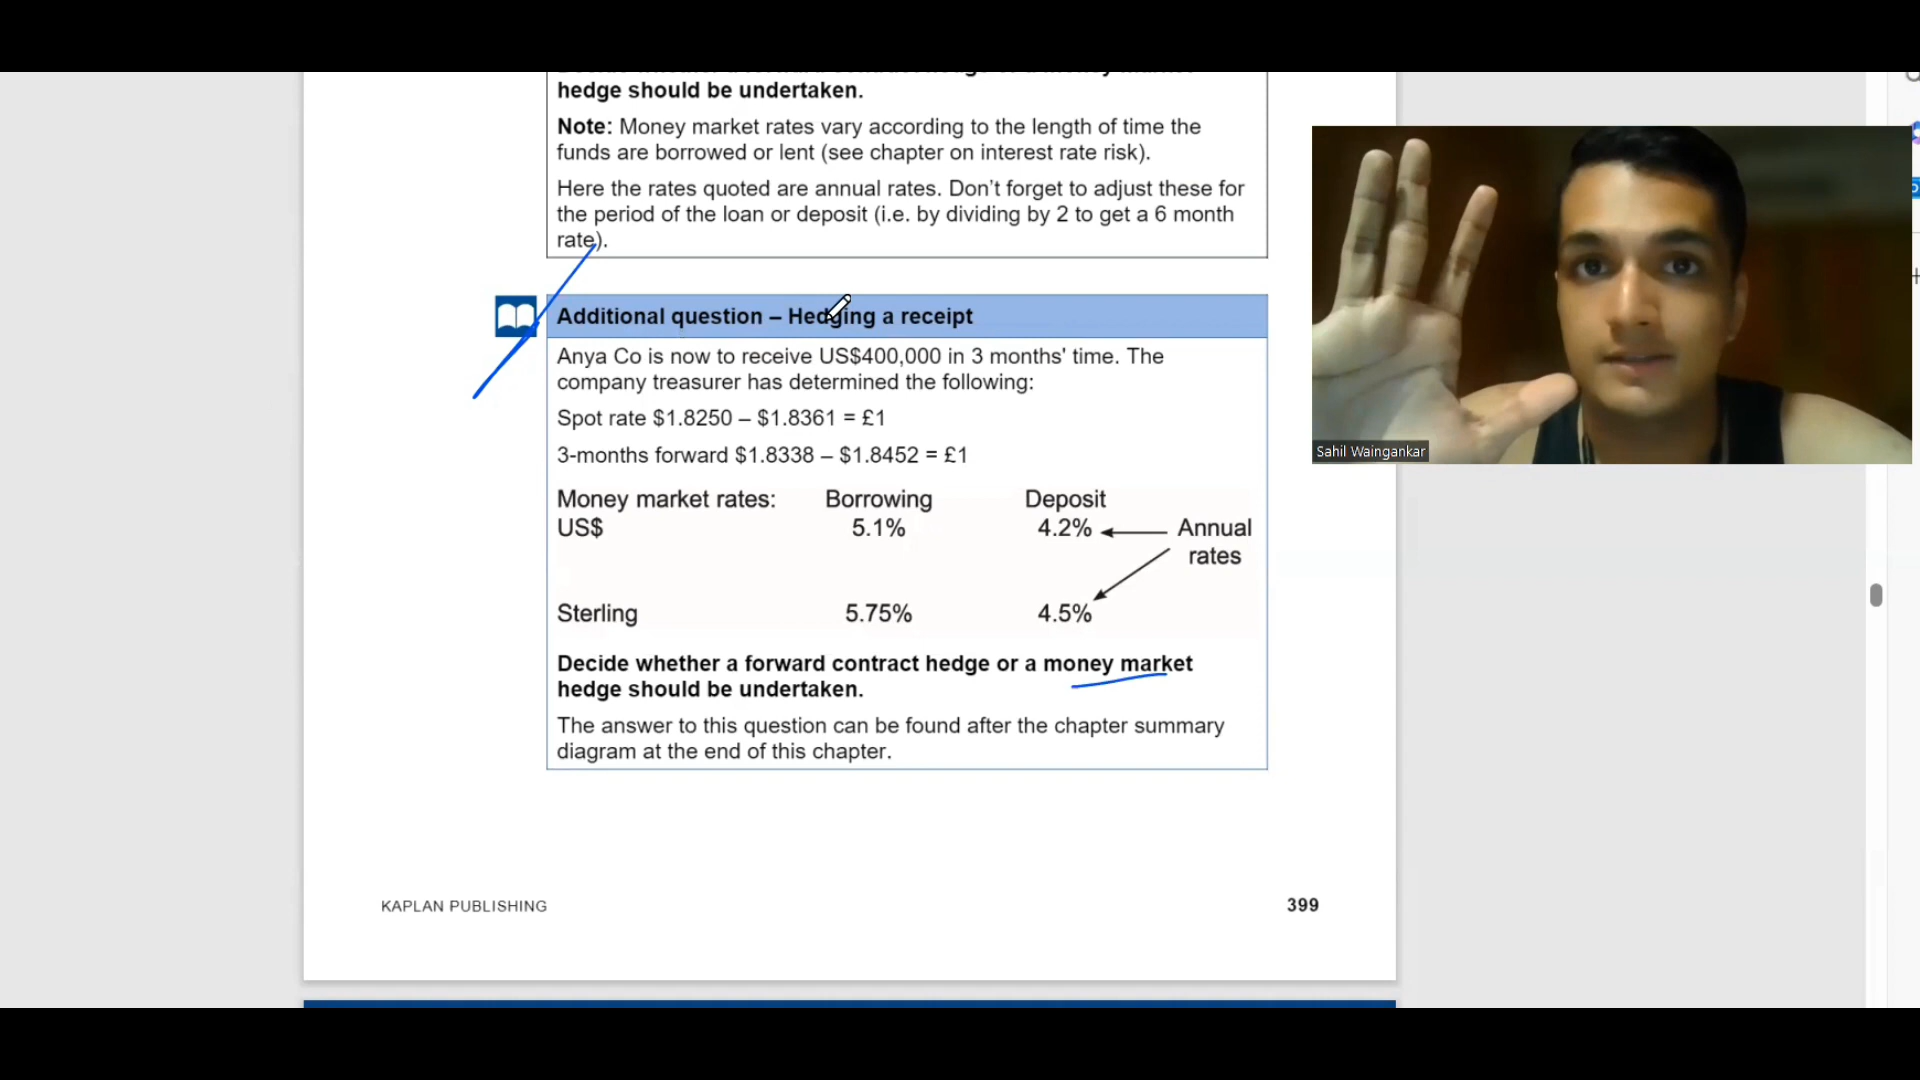 hedge should be undertaken.
Note: Money market rates vary according to the length of time the
funds are borrowed or lent (see chapter on interest rate risk).
Here the rates quoted are annual rates. Don't forget to adjust these for
the period of the loan or deposit (i.e. by dividing by 2 to get a 6 month
rate).
Additional question – Hedging a receipt
Anya Co is now to receive US$400,000 in 3 months' time. The
company treasurer has determined the following:
Spot rate $1.8250 – $1.8361 = £1
3-months forward $1.8338 – $1.8452 = £1
Money market rates: Borrowing Deposit
US$ 5.1% 4.2% Annual
rates
Sterling 5.75% 4.5%
Decide whether a forward contract hedge or a money market
hedge should be undertaken.
The answer to this question can be found after the chapter summary
diagram at the end of this chapter.
KAPLAN PUBLISHING 399
Sahil Waingankar